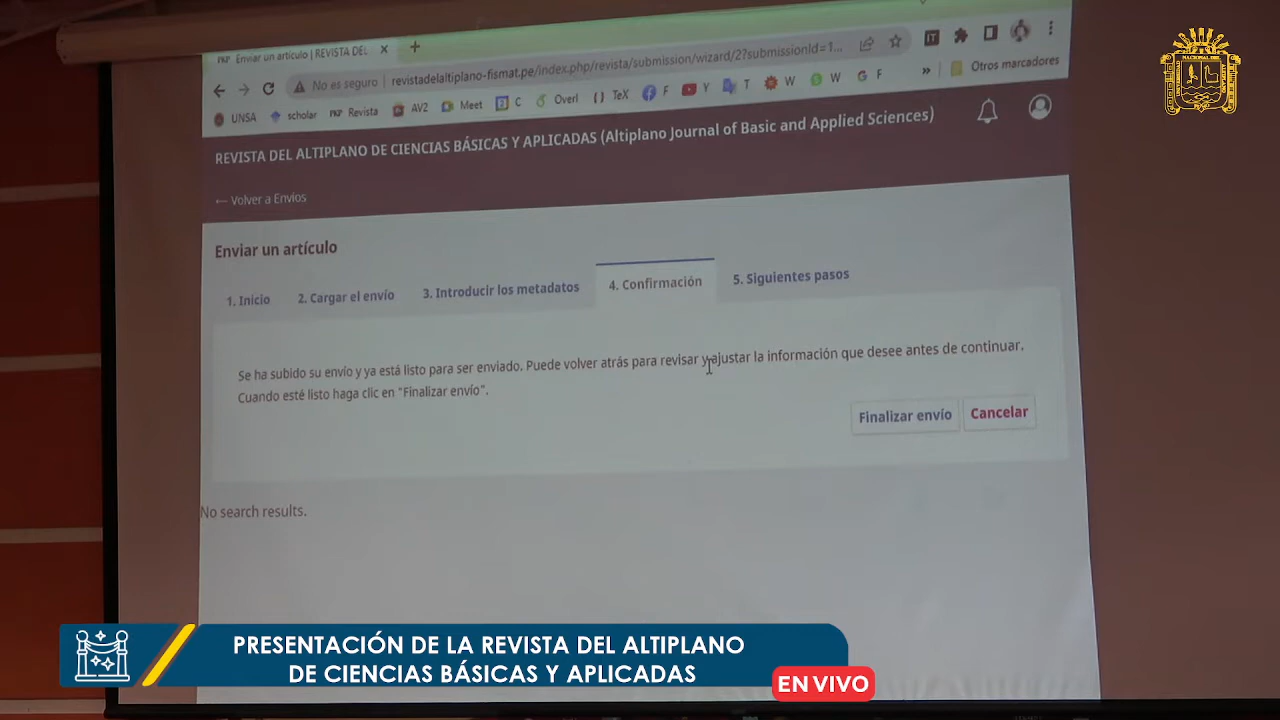 Enviar un artículo | REVISTA DEL
No es seguro
revistadelaltiplano-fismat.pe/index.php/revista/submission/wizard/2?submissionId=1...
UNSA scholar Revista AV2 Meet C Overl TeX F Y T W W F » Otros marcadores
REVISTA DEL ALTIPLANO DE CIENCIAS BÁSICAS Y APLICADAS (Altiplano Journal of Basic and Applied Sciences)
← Volver a Envíos
Enviar un artículo
1. Inicio 2. Cargar el envío 3. Introducir los metadatos 4. Confirmación 5. Siguientes pasos
Se ha subido su envío y ya está listo para ser enviado. Puede volver atrás para revisar y ajustar la información que desee antes de continuar.
Cuando esté listo haga clic en "Finalizar envío".
Finalizar envío Cancelar
No search results.
PRESENTACIÓN DE LA REVISTA DEL ALTIPLANO
DE CIENCIAS BÁSICAS Y APLICADAS
EN VIVO